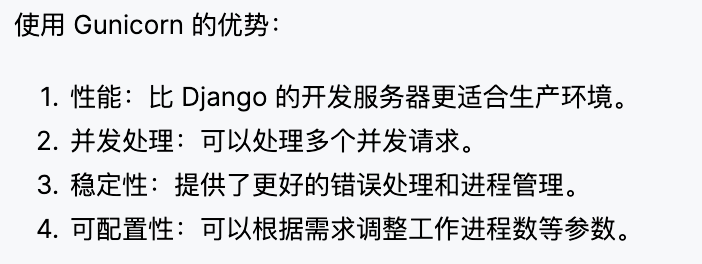 使用 Gunicorn 的优势：
1. 性能：比 Django 的开发服务器更适合生产环境。
2. 并发处理：可以处理多个并发请求。
3. 稳定性：提供了更好的错误处理和进程管理。
4. 可配置性：可以根据需求调整工作进程数等参数。